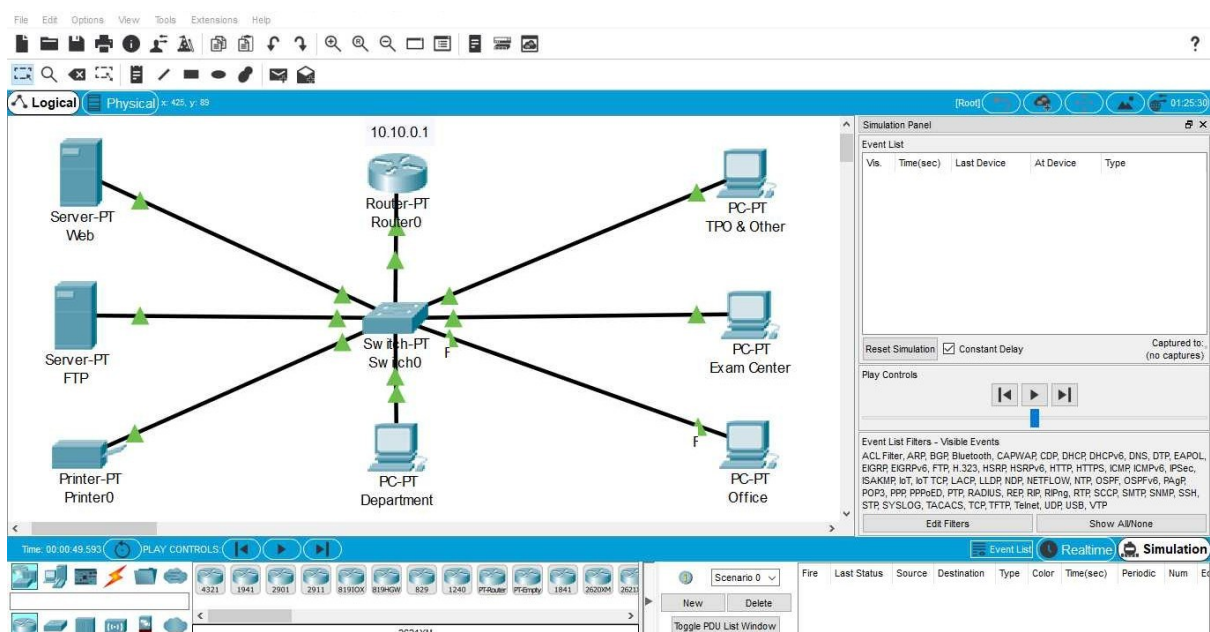 File Edit Options View Tools Extensions Help
?
Logical Physical x: 425, y: 89 [Root] 01:25:30
10.10.0.1
Router-PT
Router0
Server-PT
Web
PC-PT
TPO & Other
Server-PT
FTP
Switch-PT
Switch0
F
PC-PT
Exam Center
F
Printer-PT
Printer0
PC-PT
Department
PC-PT
Office
Simulation Panel
Event List
Vis. Time(sec) Last Device At Device Type
Reset Simulation Constant Delay Captured to:
(no captures)
Play Controls
Event List Filters - Visible Events
ACL Filter, ARP, BGP, Bluetooth, CAPWAP, CDP, DHCP, DHCPv6, DNS, DTP, EAPOL,
EIGRP, EIGRPv6, FTP, H.323, HSRP, HSRPv6, HTTP, HTTPS, ICMP, ICMPv6, IPSec,
ISAKMP, IoT, IoT TCP, LACP, LLDP, NDP, NETFLOW, NTP, OSPF, OSPFv6, PAgP,
POP3, PPP, PPPoED, PTP, RADIUS, REP, RIP, RIPng, RTP, SCCP, SMTP, SNMP, SSH,
STP, SYSLOG, TACACS, TCP, TFTP, Telnet, UDP, USB, VTP
Edit Filters Show All/None
Time: 00:00:49.593 PLAY CONTROLS: Event List Realtime Simulation
4321 1941 2901 2911 819IOX 819HGW 829 1240 PT-Router PT-Empty 1841 2620XM
Scenario 0
New Delete
Toggle PDU List Window
Fire Last Status Source Destination Type Color Time(sec) Periodic Num